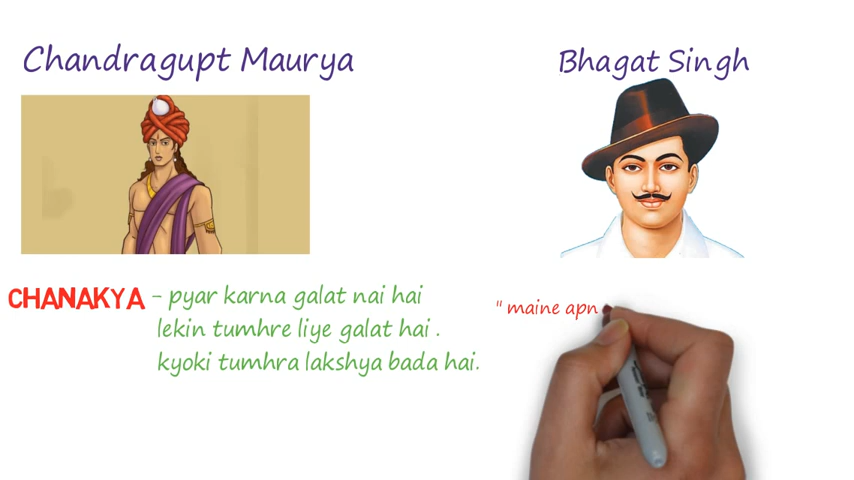 Chandragupt Maurya
Bhagat Singh
CHANAKYA - pyar karna galat nai hai
lekin tumhre liye galat hai .
kyoki tumhra lakshya bada hai.
" maine apn